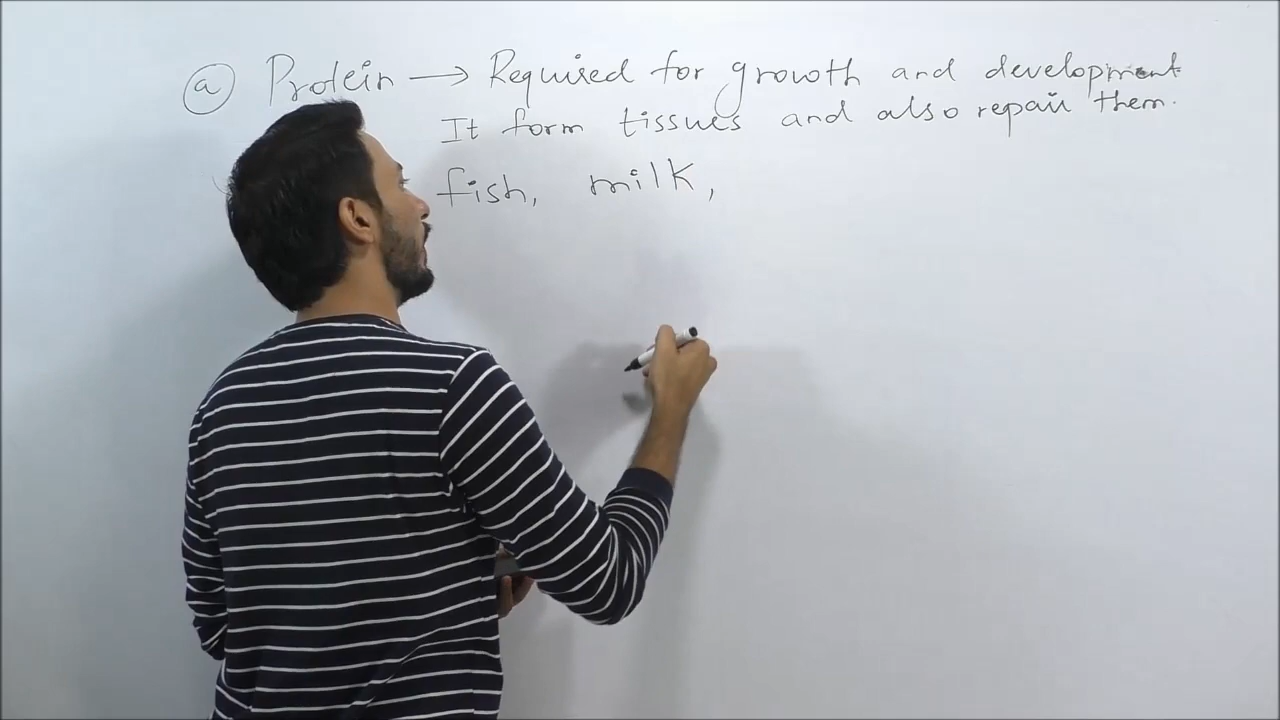 ⓐ Protein → Required for growth and development
It form tissues and also repair them.
fish, milk,